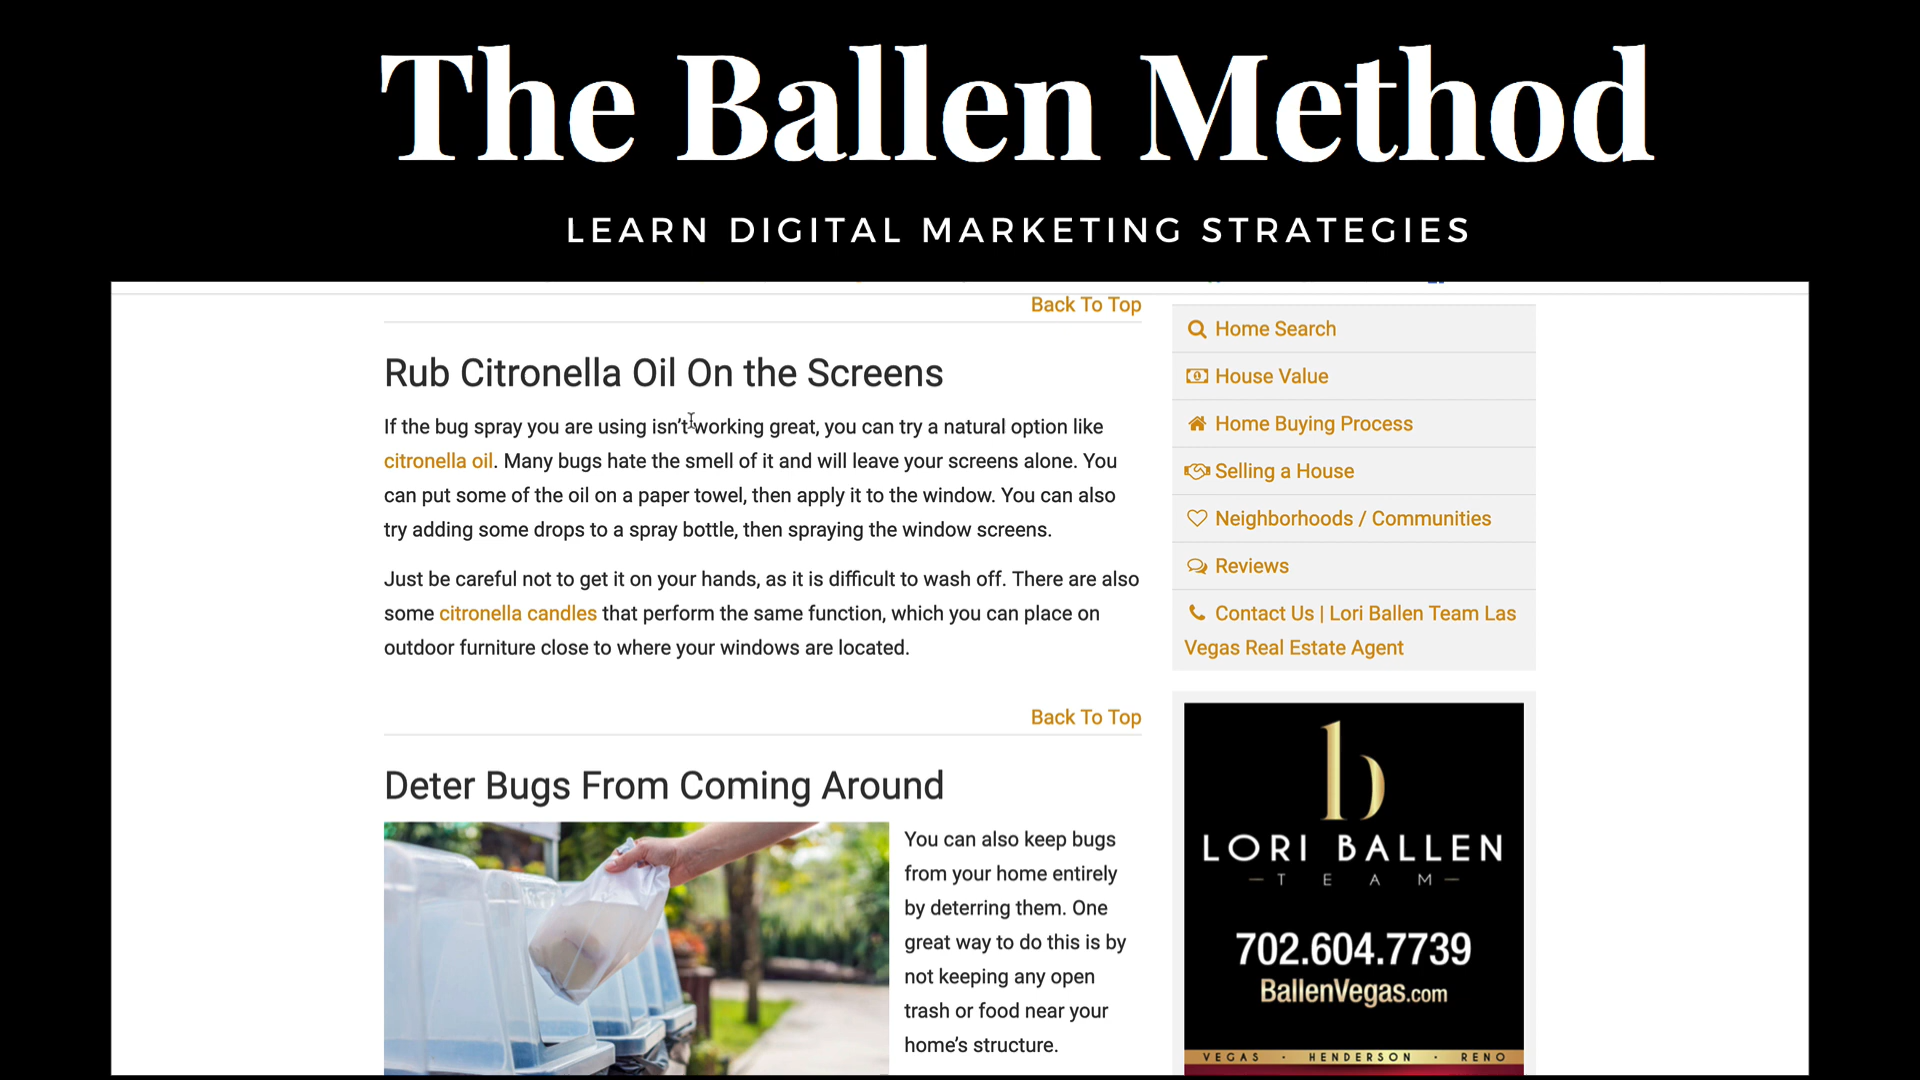 The Ballen Method
LEARN DIGITAL MARKETING STRATEGIES
Back To Top
Rub Citronella Oil On the Screens
If the bug spray you are using isn't working great, you can try a natural option like
citronella oil. Many bugs hate the smell of it and will leave your screens alone. You
can put some of the oil on a paper towel, then apply it to the window. You can also
try adding some drops to a spray bottle, then spraying the window screens.
Just be careful not to get it on your hands, as it is difficult to wash off. There are also
some citronella candles that perform the same function, which you can place on
outdoor furniture close to where your windows are located.
Back To Top
Deter Bugs From Coming Around
You can also keep bugs
from your home entirely
by deterring them. One
great way to do this is by
not keeping any open
trash or food near your
home's structure.
Home Search
House Value
Home Buying Process
Selling a House
Neighborhoods / Communities
Reviews
Contact Us | Lori Ballen Team Las
Vegas Real Estate Agent
b
LORI BALLEN
TEAM
702.604.7739
BallenVegas.com
VEGAS · HENDERSON · RENO